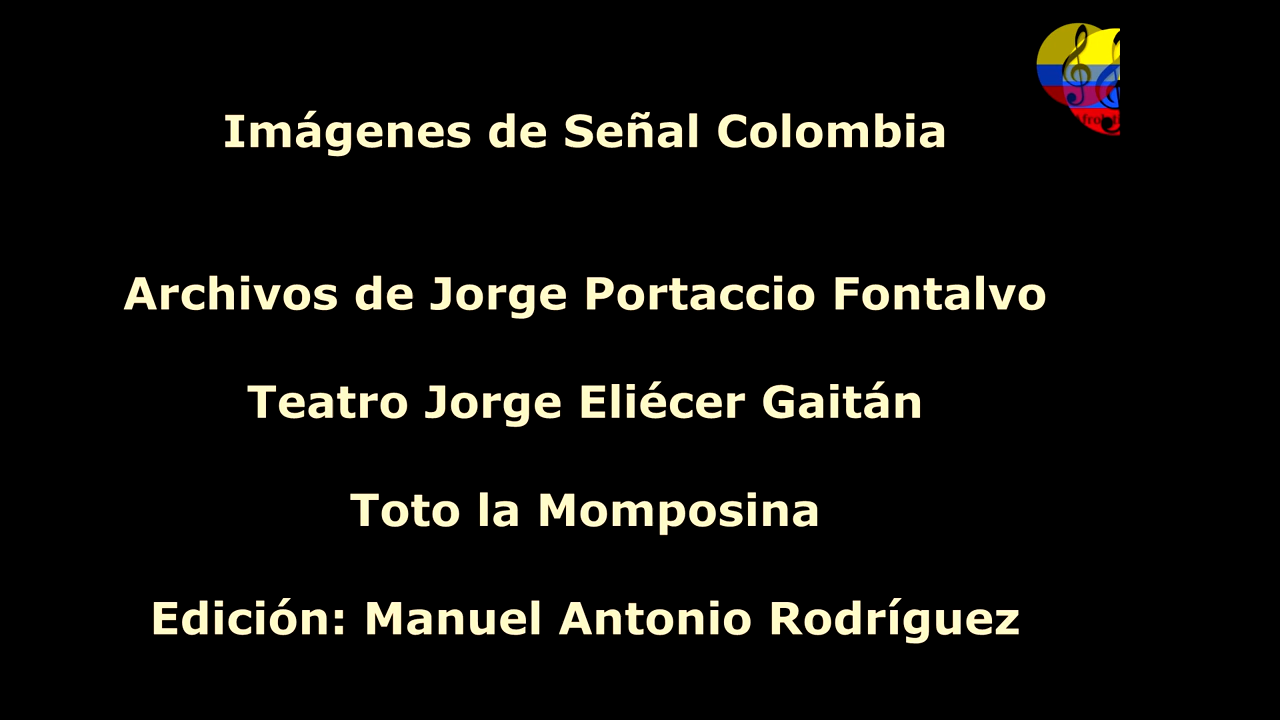 Imágenes de Señal Colombia
Archivos de Jorge Portaccio Fontalvo
Teatro Jorge Eliécer Gaitán
Toto la Momposina
Edición: Manuel Antonio Rodríguez